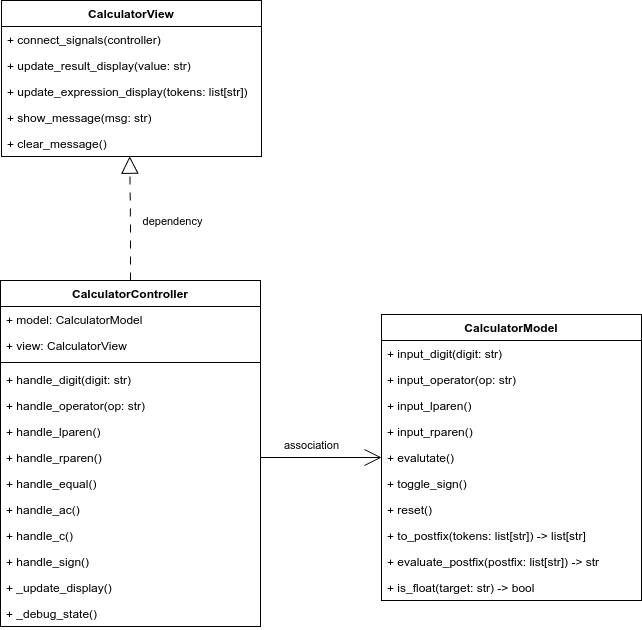 CalculatorView
+ connect_signals(controller)
+ update_result_display(value: str)
+ update_expression_display(tokens: list[str])
+ show_message(msg: str)
+ clear_message()
dependency
CalculatorController
+ model: CalculatorModel
+ view: CalculatorView
+ handle_digit(digit: str)
+ handle_operator(op: str)
+ handle_lparen()
+ handle_rparen()
+ handle_equal()
+ handle_ac()
+ handle_c()
+ handle_sign()
+ _update_display()
+ _debug_state()
association
CalculatorModel
+ input_digit(digit: str)
+ input_operator(op: str)
+ input_lparen()
+ input_rparen()
+ evalutate()
+ toggle_sign()
+ reset()
+ to_postfix(tokens: list[str]) -> list[str]
+ evaluate_postfix(postfix: list[str]) -> str
+ is_float(target: str) -> bool